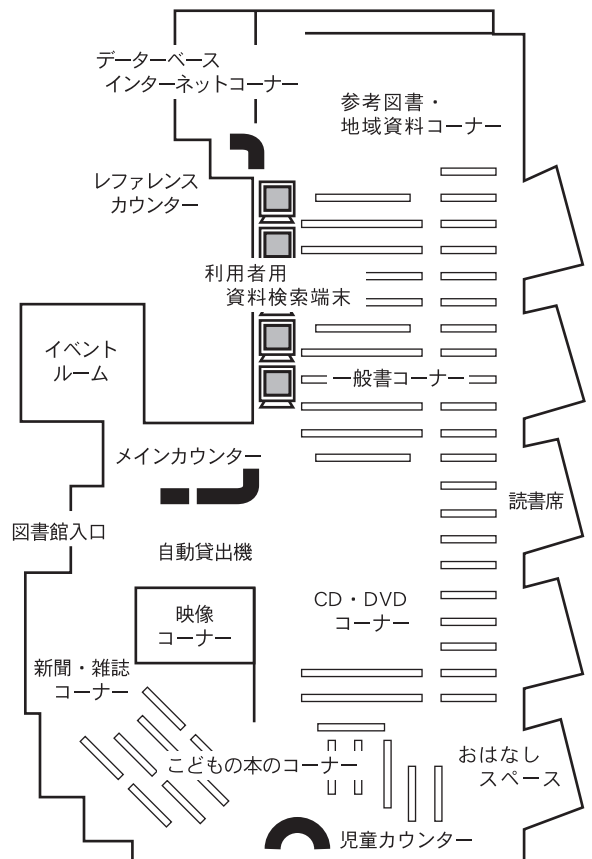 データーベース
インターネットコーナー
参考図書・
地域資料コーナー
レファレンス
カウンター
利用者用
資料検索端末
イベント
ルーム
一般書コーナー
メインカウンター
読書席
図書館入口
自動貸出機
映像
コーナー
CD・DVD
コーナー
新聞・雑誌
コーナー
こどもの本のコーナー
おはなし
スペース
児童カウンター